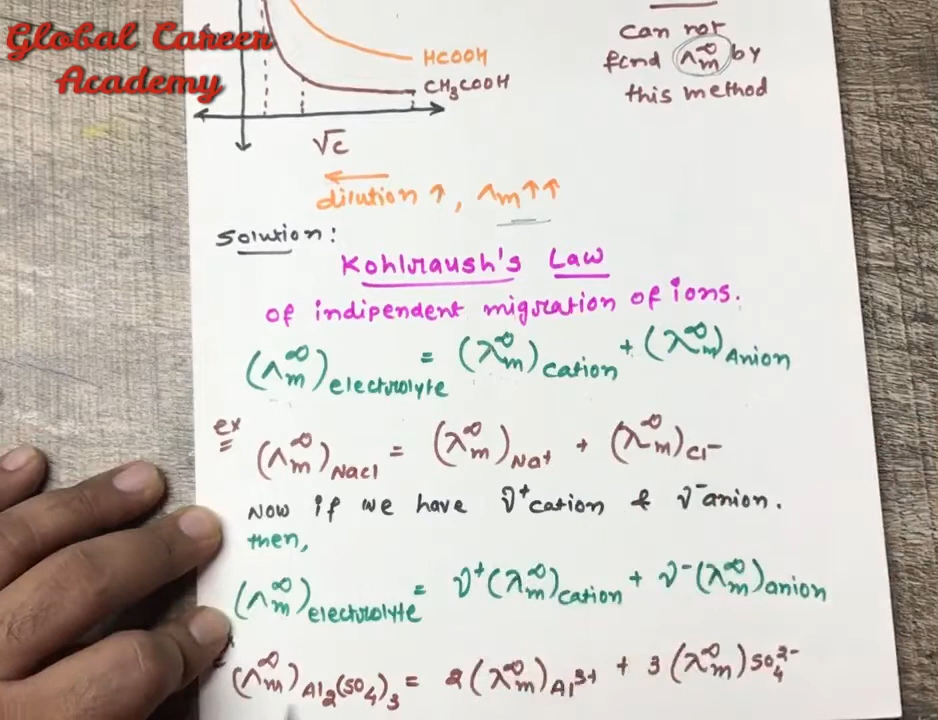 Global Career
Academy
HCOOH
CH₃COOH
√c
can not
find Λm^∞ by
this method
dilution ↑, Λm ↑↑
Solution:
Kohlraush's Law
of indipendent migration of ions.
(Λm^∞)electrolyte = (λm^∞)cation + (λm^∞)Anion
ex (Λm^∞)NaCl = (λm^∞)Na+ + (λm^∞)Cl-
Now if we have ν⁺cation & ν⁻anion.
then,
(Λm^∞)electrolyte = ν⁺(λm^∞)cation + ν⁻(λm^∞)anion
(Λm^∞)Al₂(SO₄)₃ = 2(λm^∞)Al³⁺ + 3(λm^∞)SO₄²⁻